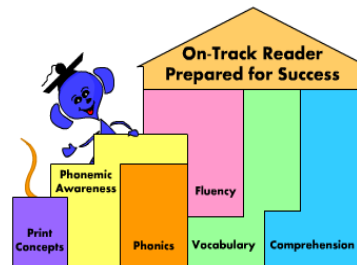 On-Track Reader
Prepared for Success
Phonemic
Awareness
Fluency
Print
Concepts
Phonics
Vocabulary
Comprehension